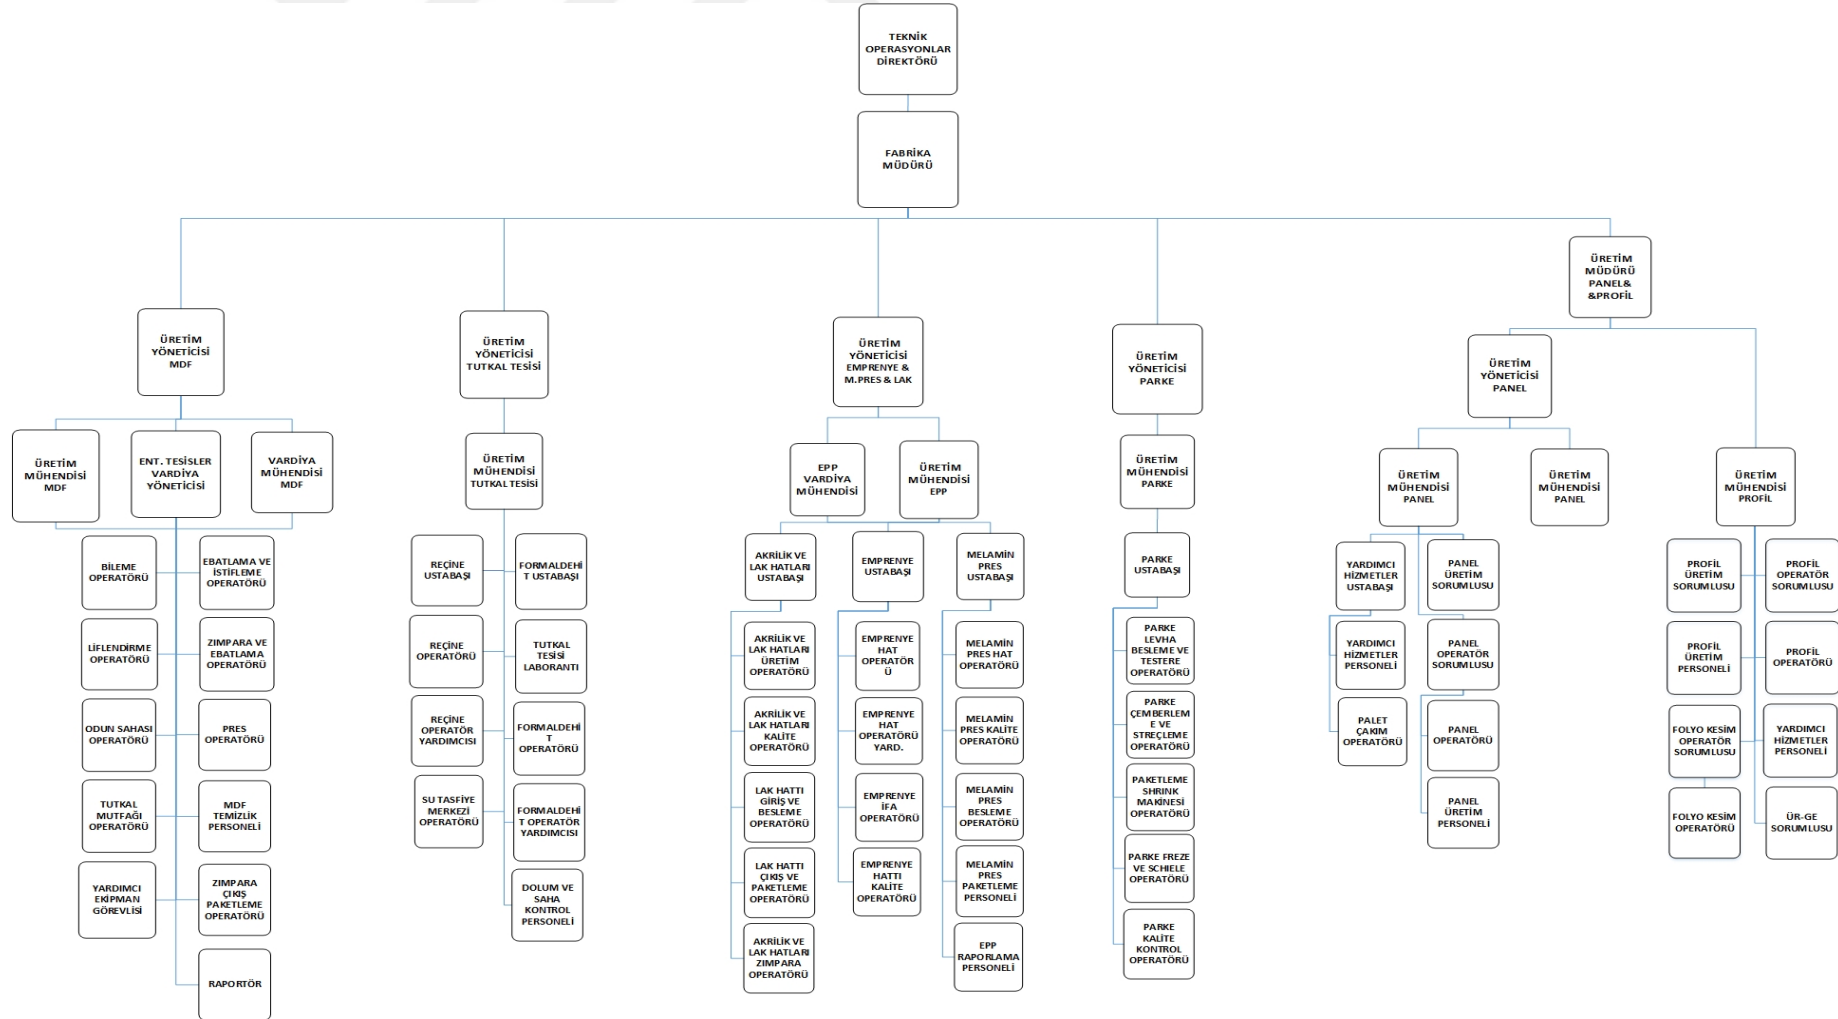 TEKNİK
OPERASYONLAR
DİREKTÖRÜ
FABRİKA
MÜDÜRÜ
ÜRETİM
MÜDÜRÜ
PANEL&
&PROFİL
ÜRETİM
YÖNETİCİSİ
MDF
ÜRETİM
YÖNETİCİSİ
TUTKAL TESİSİ
ÜRETİM
YÖNETİCİSİ
EMPRENYE &
M.PRES & LAK
ÜRETİM
YÖNETİCİSİ
PARKE
ÜRETİM
YÖNETİCİSİ
PANEL
ÜRETİM
MÜHENDİSİ
MDF
ENT. TESİSLER
VARDİYA
YÖNETİCİSİ
VARDİYA
MÜHENDİSİ
MDF
ÜRETİM
MÜHENDİSİ
TUTKAL TESİSİ
EPP
VARDİYA
MÜHENDİSİ
ÜRETİM
MÜHENDİSİ
EPP
ÜRETİM
MÜHENDİSİ
PARKE
ÜRETİM
MÜHENDİSİ
PANEL
ÜRETİM
MÜHENDİSİ
PANEL
ÜRETİM
MÜHENDİSİ
PROFİL
BİLEME
OPERATÖRÜ
EBATLAMA VE
İSTİFLEME
OPERATÖRÜ
LİFLENDİRME
OPERATÖRÜ
ZIMPARA VE
EBATLAMA
OPERATÖRÜ
ODUN SAHASI
OPERATÖRÜ
PRES
OPERATÖRÜ
TUTKAL
MUTFAĞI
OPERATÖRÜ
MDF
TEMİZLİK
PERSONELİ
YARDIMCI
EKİPMAN
GÖREVLİSİ
ZIMPARA
ÇIKIŞ
PAKETLEME
OPERATÖRÜ
RAPORTÖR
REÇİNE
USTABAŞI
FORMALDEHİ
T USTABAŞI
REÇİNE
OPERATÖRÜ
TUTKAL
TESİSİ
LABORANTI
REÇİNE
OPERATÖR
YARDIMCISI
FORMALDEHİ
T
OPERATÖRÜ
SU TASFİYE
MERKEZİ
OPERATÖRÜ
FORMALDEHİ
T OPERATÖR
YARDIMCISI
DOLUM VE
SAHA
KONTROL
PERSONELİ
AKRİLİK VE
LAK HATLARI
USTABAŞI
AKRİLİK VE
LAK HATLARI
ÜRETİM
OPERATÖRÜ
AKRİLİK VE
LAK HATLARI
KALİTE
OPERATÖRÜ
LAK HATTI
GİRİŞ VE
BESLEME
OPERATÖRÜ
LAK HATTI
ÇIKIŞ VE
PAKETLEME
OPERATÖRÜ
AKRİLİK VE
LAK HATLARI
ZIMPARA
OPERATÖRÜ
EMPRENYE
USTABAŞI
EMPRENYE
HAT
OPERATÖR
Ü
EMPRENYE
HAT
OPERATÖRÜ
YARD.
EMPRENYE
İFA
OPERATÖRÜ
EMPRENYE
HATTI
KALİTE
OPERATÖRÜ
MELAMİN
PRES
USTABAŞI
MELAMİN
PRES HAT
OPERATÖRÜ
MELAMİN
PRES KALİTE
OPERATÖRÜ
MELAMİN
PRES
BESLEME
OPERATÖRÜ
MELAMİN
PRES
PAKETLEME
PERSONELİ
EPP
RAPORLAMA
PERSONELİ
PARKE
USTABAŞI
PARKE
LEVHA
BESLEME VE
TESTERE
OPERATÖRÜ
PARKE
ÇEMBERLEM
E VE
STREÇLEME
OPERATÖRÜ
PAKETLEME
SHRINK
MAKİNESİ
OPERATÖRÜ
PARKE FREZE
VE SCHIELE
OPERATÖRÜ
PARKE
KALİTE
KONTROL
OPERATÖRÜ
YARDIMCI
HİZMETLER
USTABAŞI
YARDIMCI
HİZMETLER
PERSONELİ
PALET
ÇAKIM
OPERATÖRÜ
PANEL
ÜRETİM
SORUMLUSU
PANEL
OPERATÖR
SORUMLUSU
PANEL
OPERATÖRÜ
PANEL
ÜRETİM
PERSONELİ
PROFİL
ÜRETİM
SORUMLUSU
PROFİL
OPERATÖR
SORUMLUSU
PROFİL
ÜRETİM
PERSONELİ
PROFİL
OPERATÖRÜ
FOLYO KESİM
OPERATÖR
SORUMLUSU
YARDIMCI
HİZMETLER
PERSONELİ
FOLYO KESİM
OPERATÖRÜ
ÜR-GE
SORUMLUSU